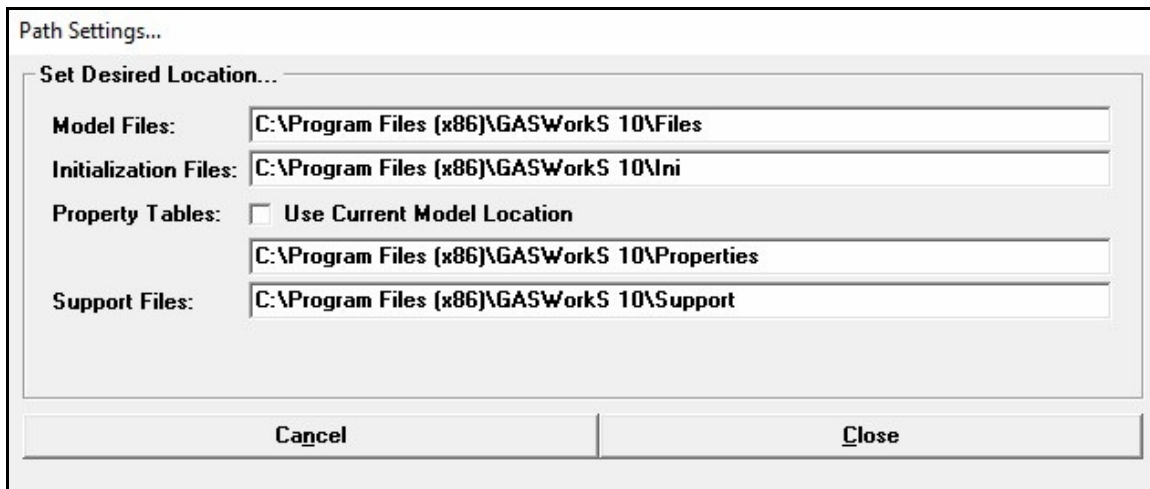 Path Settings...
Set Desired Location...
Model Files: C:\Program Files (x86)\GASWorkS 10\Files
Initialization Files: C:\Program Files (x86)\GASWorkS 10\Ini
Property Tables: Use Current Model Location
C:\Program Files (x86)\GASWorkS 10\Properties
Support Files: C:\Program Files (x86)\GASWorkS 10\Support
Cancel Close